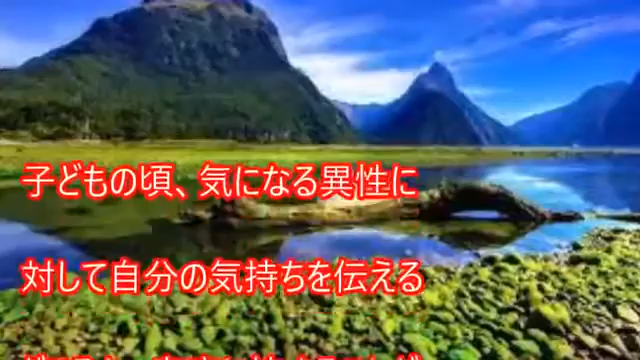 子どもの頃、気になる異性に
対して自分の気持ちを伝える